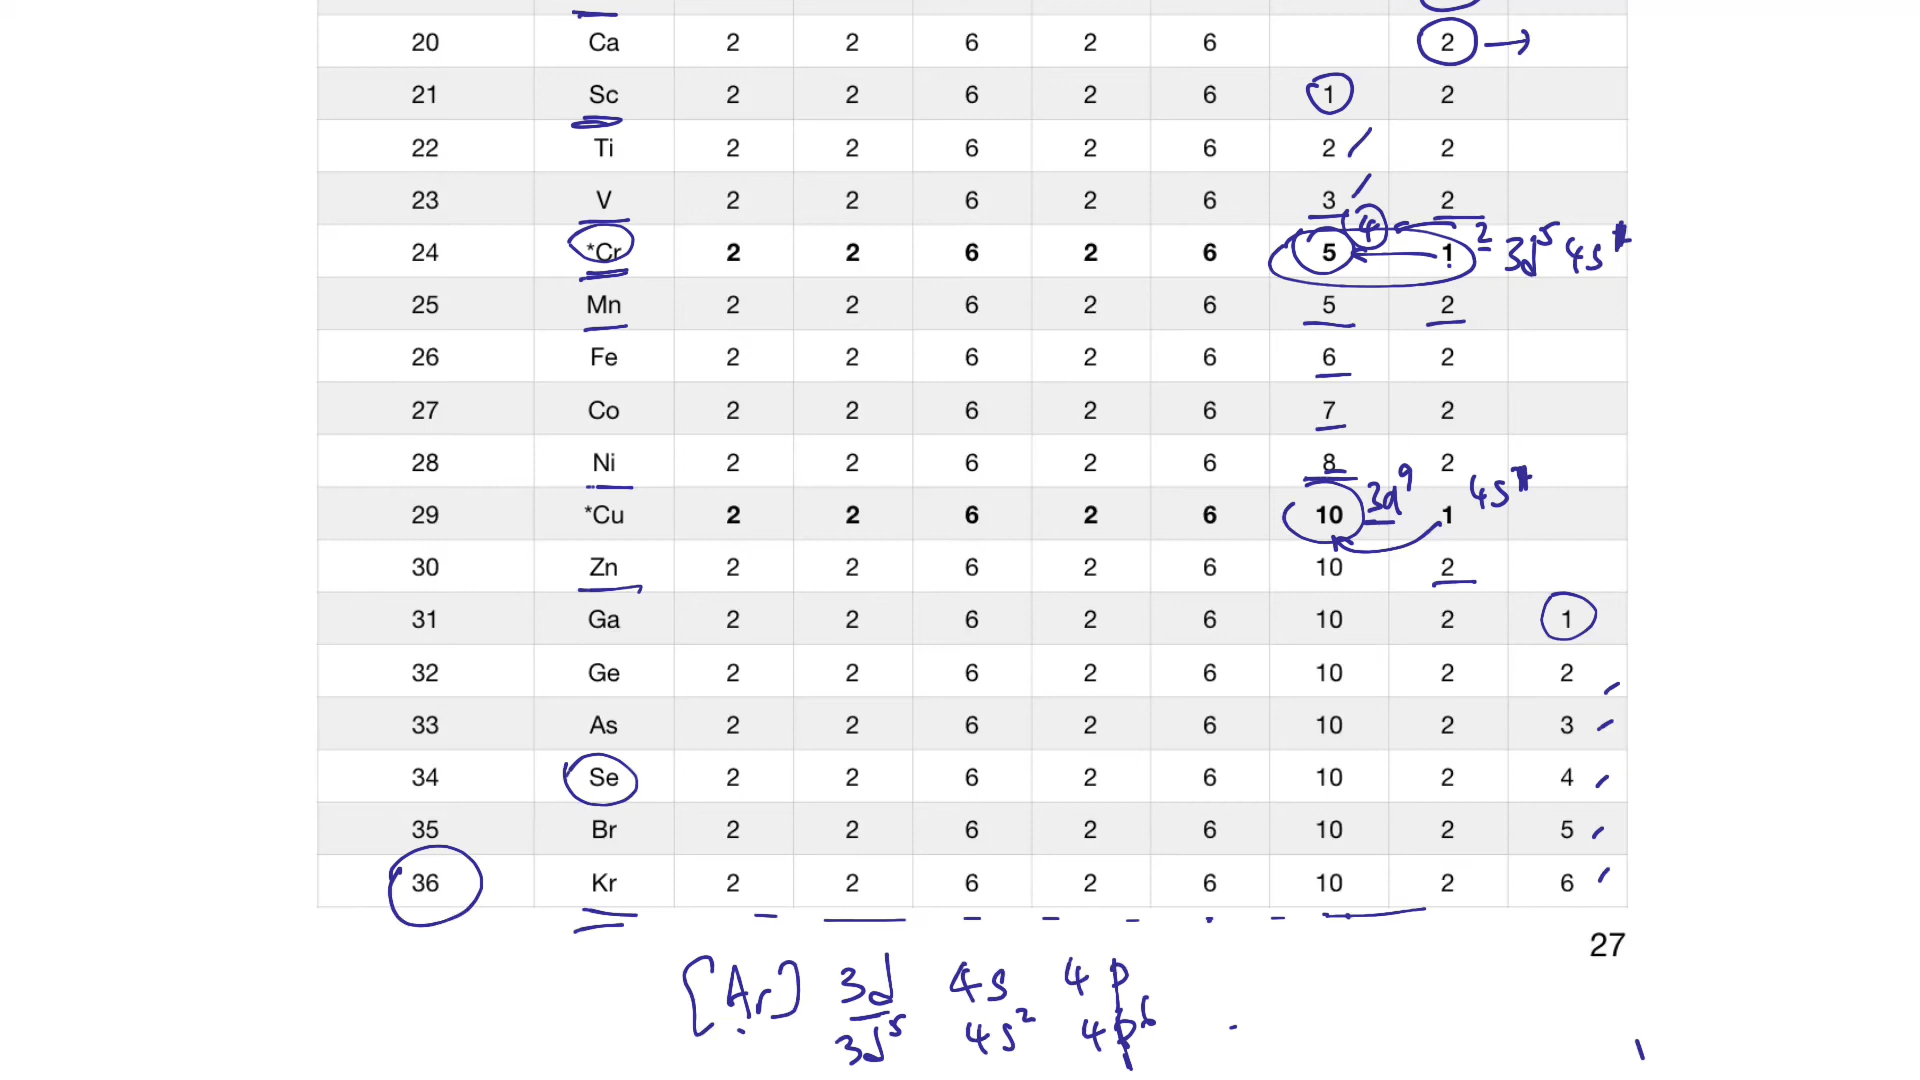 20 Ca 2 2 6 2 6 2 →
21 Sc 2 2 6 2 6 1 2
22 Ti 2 2 6 2 6 2 2
23 V 2 2 6 2 6 3 2
4 2
24 *Cr 2 2 6 2 6 5 1 3d⁵ 4s
25 Mn 2 2 6 2 6 5 2
26 Fe 2 2 6 2 6 6 2
27 Co 2 2 6 2 6 7 2
28 Ni 2 2 6 2 6 8 2
3d⁹ 4s
29 *Cu 2 2 6 2 6 10 1
30 Zn 2 2 6 2 6 10 2
31 Ga 2 2 6 2 6 10 2 1
32 Ge 2 2 6 2 6 10 2 2
33 As 2 2 6 2 6 10 2 3
34 Se 2 2 6 2 6 10 2 4
35 Br 2 2 6 2 6 10 2 5
36 Kr 2 2 6 2 6 10 2 6
27
[Ar] 3d 4s 4p
3d⁵ 4s² 4p⁶